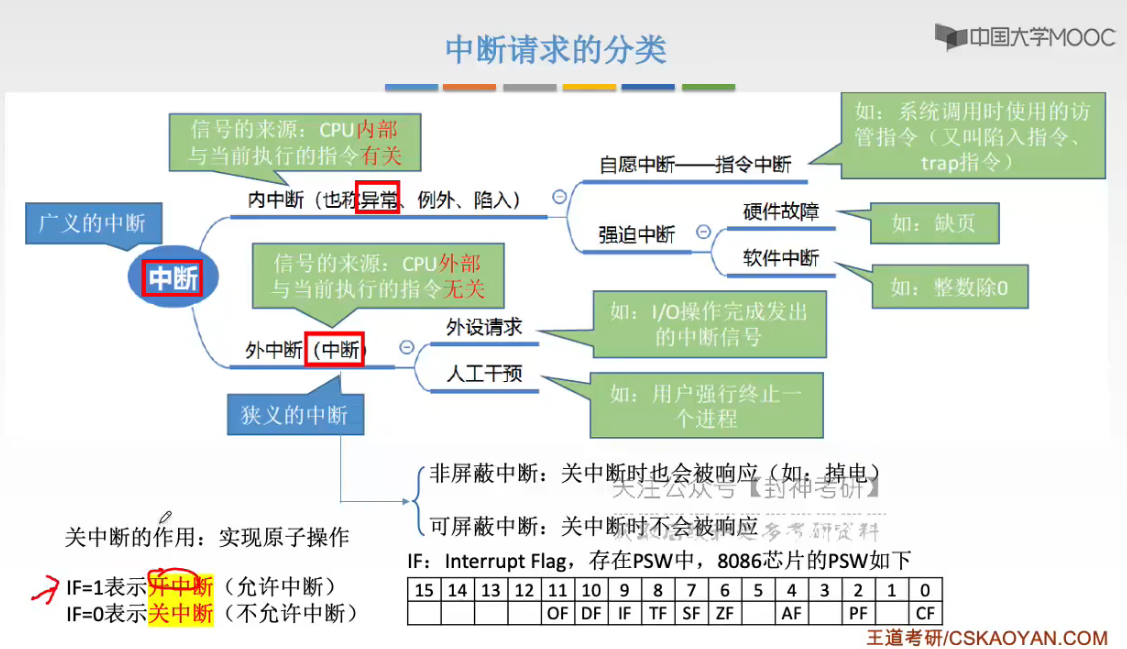 中国大学MOOC
中断请求的分类
信号的来源：CPU内部
与当前执行的指令有关
如：系统调用时使用的访
管指令（又叫陷入指令、
trap指令）
自愿中断——指令中断
内中断（也称异常、例外、陷入）
广义的中断
硬件故障
如：缺页
强迫中断
软件中断
如：整数除0
中断
信号的来源：CPU外部
与当前执行的指令无关
外设请求
如：I/O操作完成发出
的中断信号
外中断（中断）
人工干预
如：用户强行终止一
个进程
狭义的中断
非屏蔽中断：关中断时也会被响应（如：掉电）
关注公众号【封神考研】
可屏蔽中断：关中断时不会被响应
关中断的作用：实现原子操作
IF：Interrupt Flag，存在PSW中，8086芯片的PSW如下
IF=1表示开中断（允许中断）
IF=0表示关中断（不允许中断）
15 14 13 12 11 10 9 8 7 6 5 4 3 2 1 0
OF DF IF TF SF ZF AF PF CF
王道考研/CSKAOYAN.COM